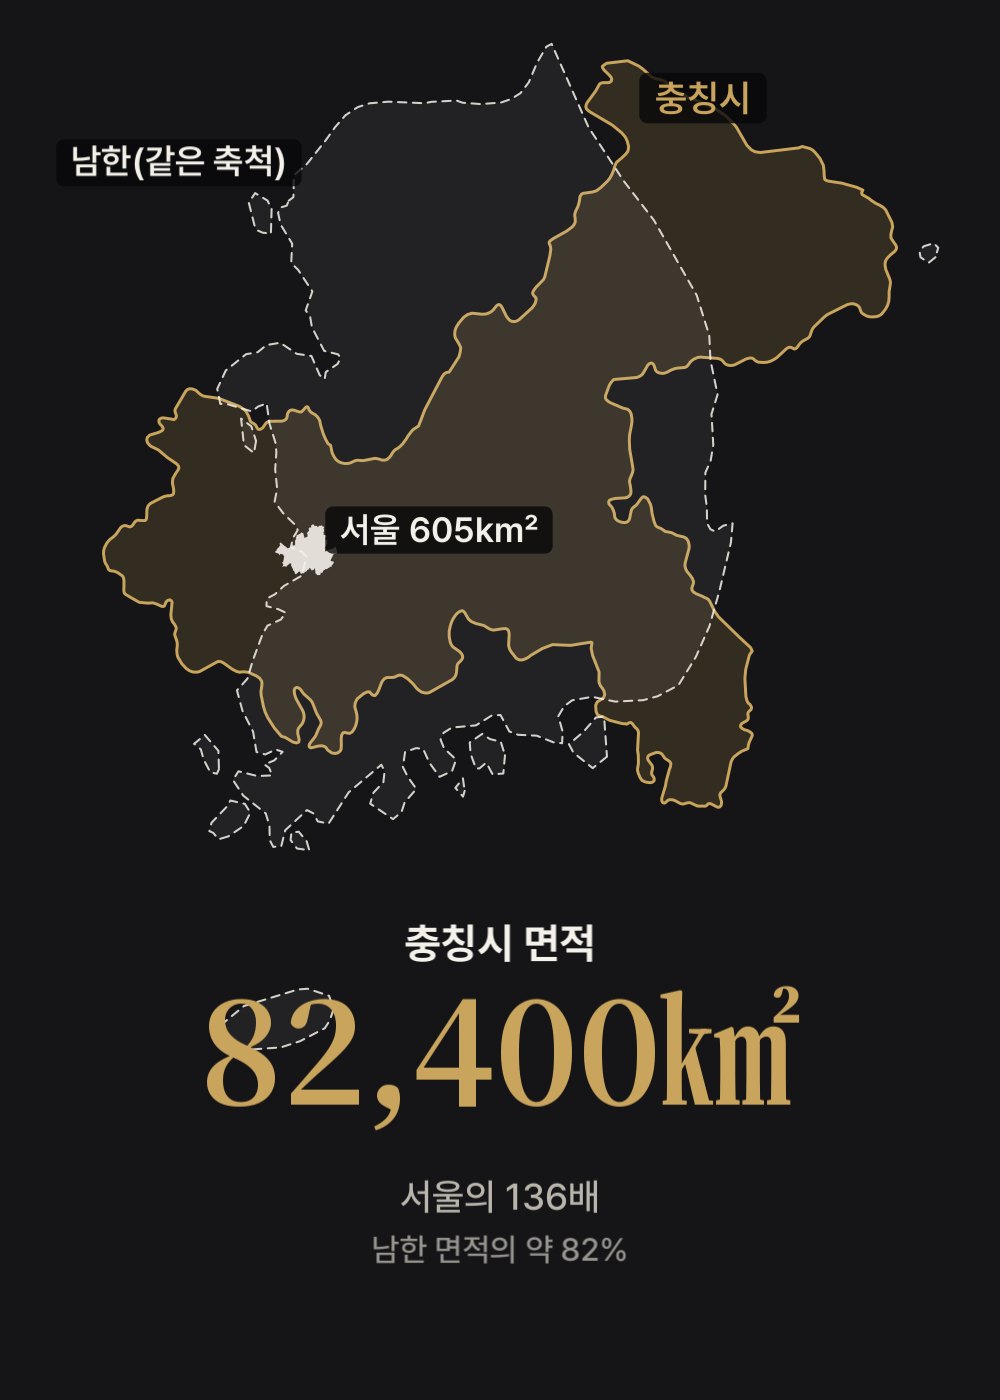 충칭시
남한(같은 축척)
서울 605km²
충칭시 면적
82,400㎢
서울의 136배
남한 면적의 약 82%